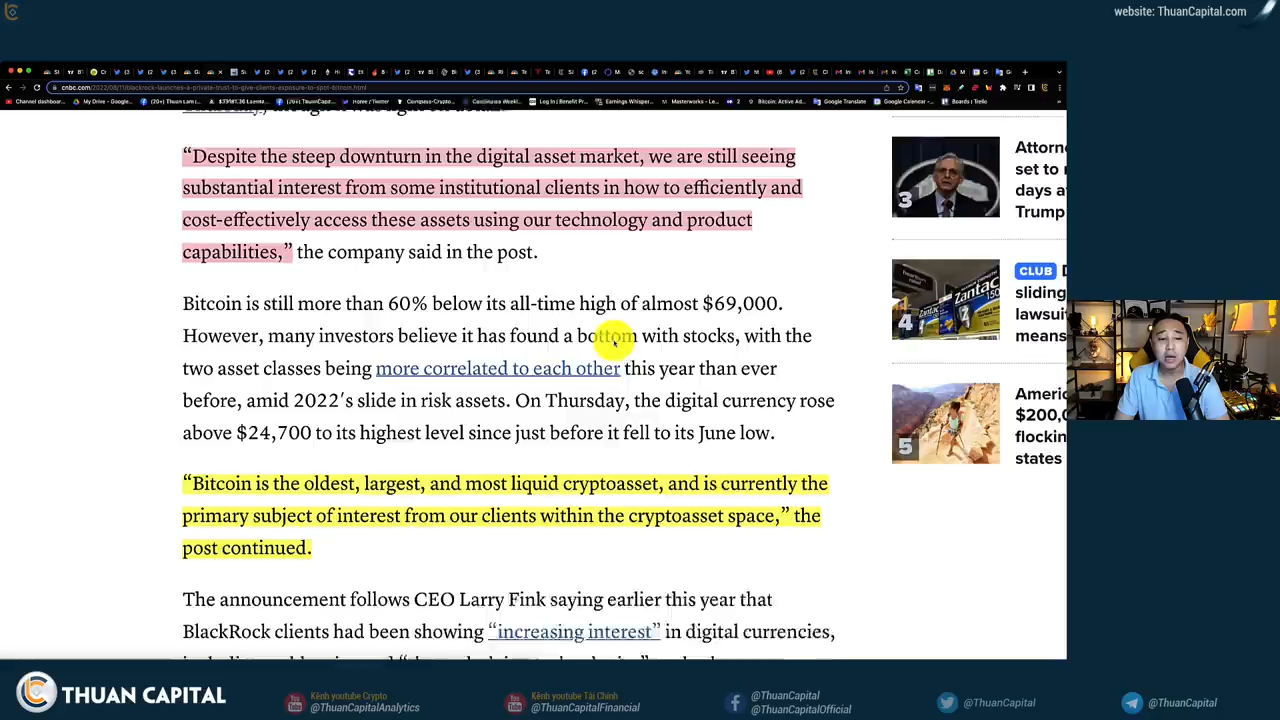 website: ThuanCapital.com
cnbc.com/2022/08/11/blackrock-launches-a-private-trust-to-give-clients-exposure-to-spot-bitcoin.html
“Despite the steep downturn in the digital asset market, we are still seeing
substantial interest from some institutional clients in how to efficiently and
cost-effectively access these assets using our technology and product
capabilities,” the company said in the post.
Bitcoin is still more than 60% below its all-time high of almost $69,000.
However, many investors believe it has found a bottom with stocks, with the
two asset classes being more correlated to each other this year than ever
before, amid 2022’s slide in risk assets. On Thursday, the digital currency rose
above $24,700 to its highest level since just before it fell to its June low.
“Bitcoin is the oldest, largest, and most liquid cryptoasset, and is currently the
primary subject of interest from our clients within the cryptoasset space,” the
post continued.
The announcement follows CEO Larry Fink saying earlier this year that
BlackRock clients had been showing “increasing interest” in digital currencies,
3
Attorne
set to r
days a
Trump
4
CLUB D
sliding
lawsui
means
5
Americ
$200,
flockin
states
THUAN CAPITAL
Kênh youtube Crypto
@ThuanCapitalAnalytics
Kênh youtube Tài Chính
@ThuanCapitalFinancial
@ThuanCapital
@ThuanCapitalOfficial
@ThuanCapital
@ThuanCapital